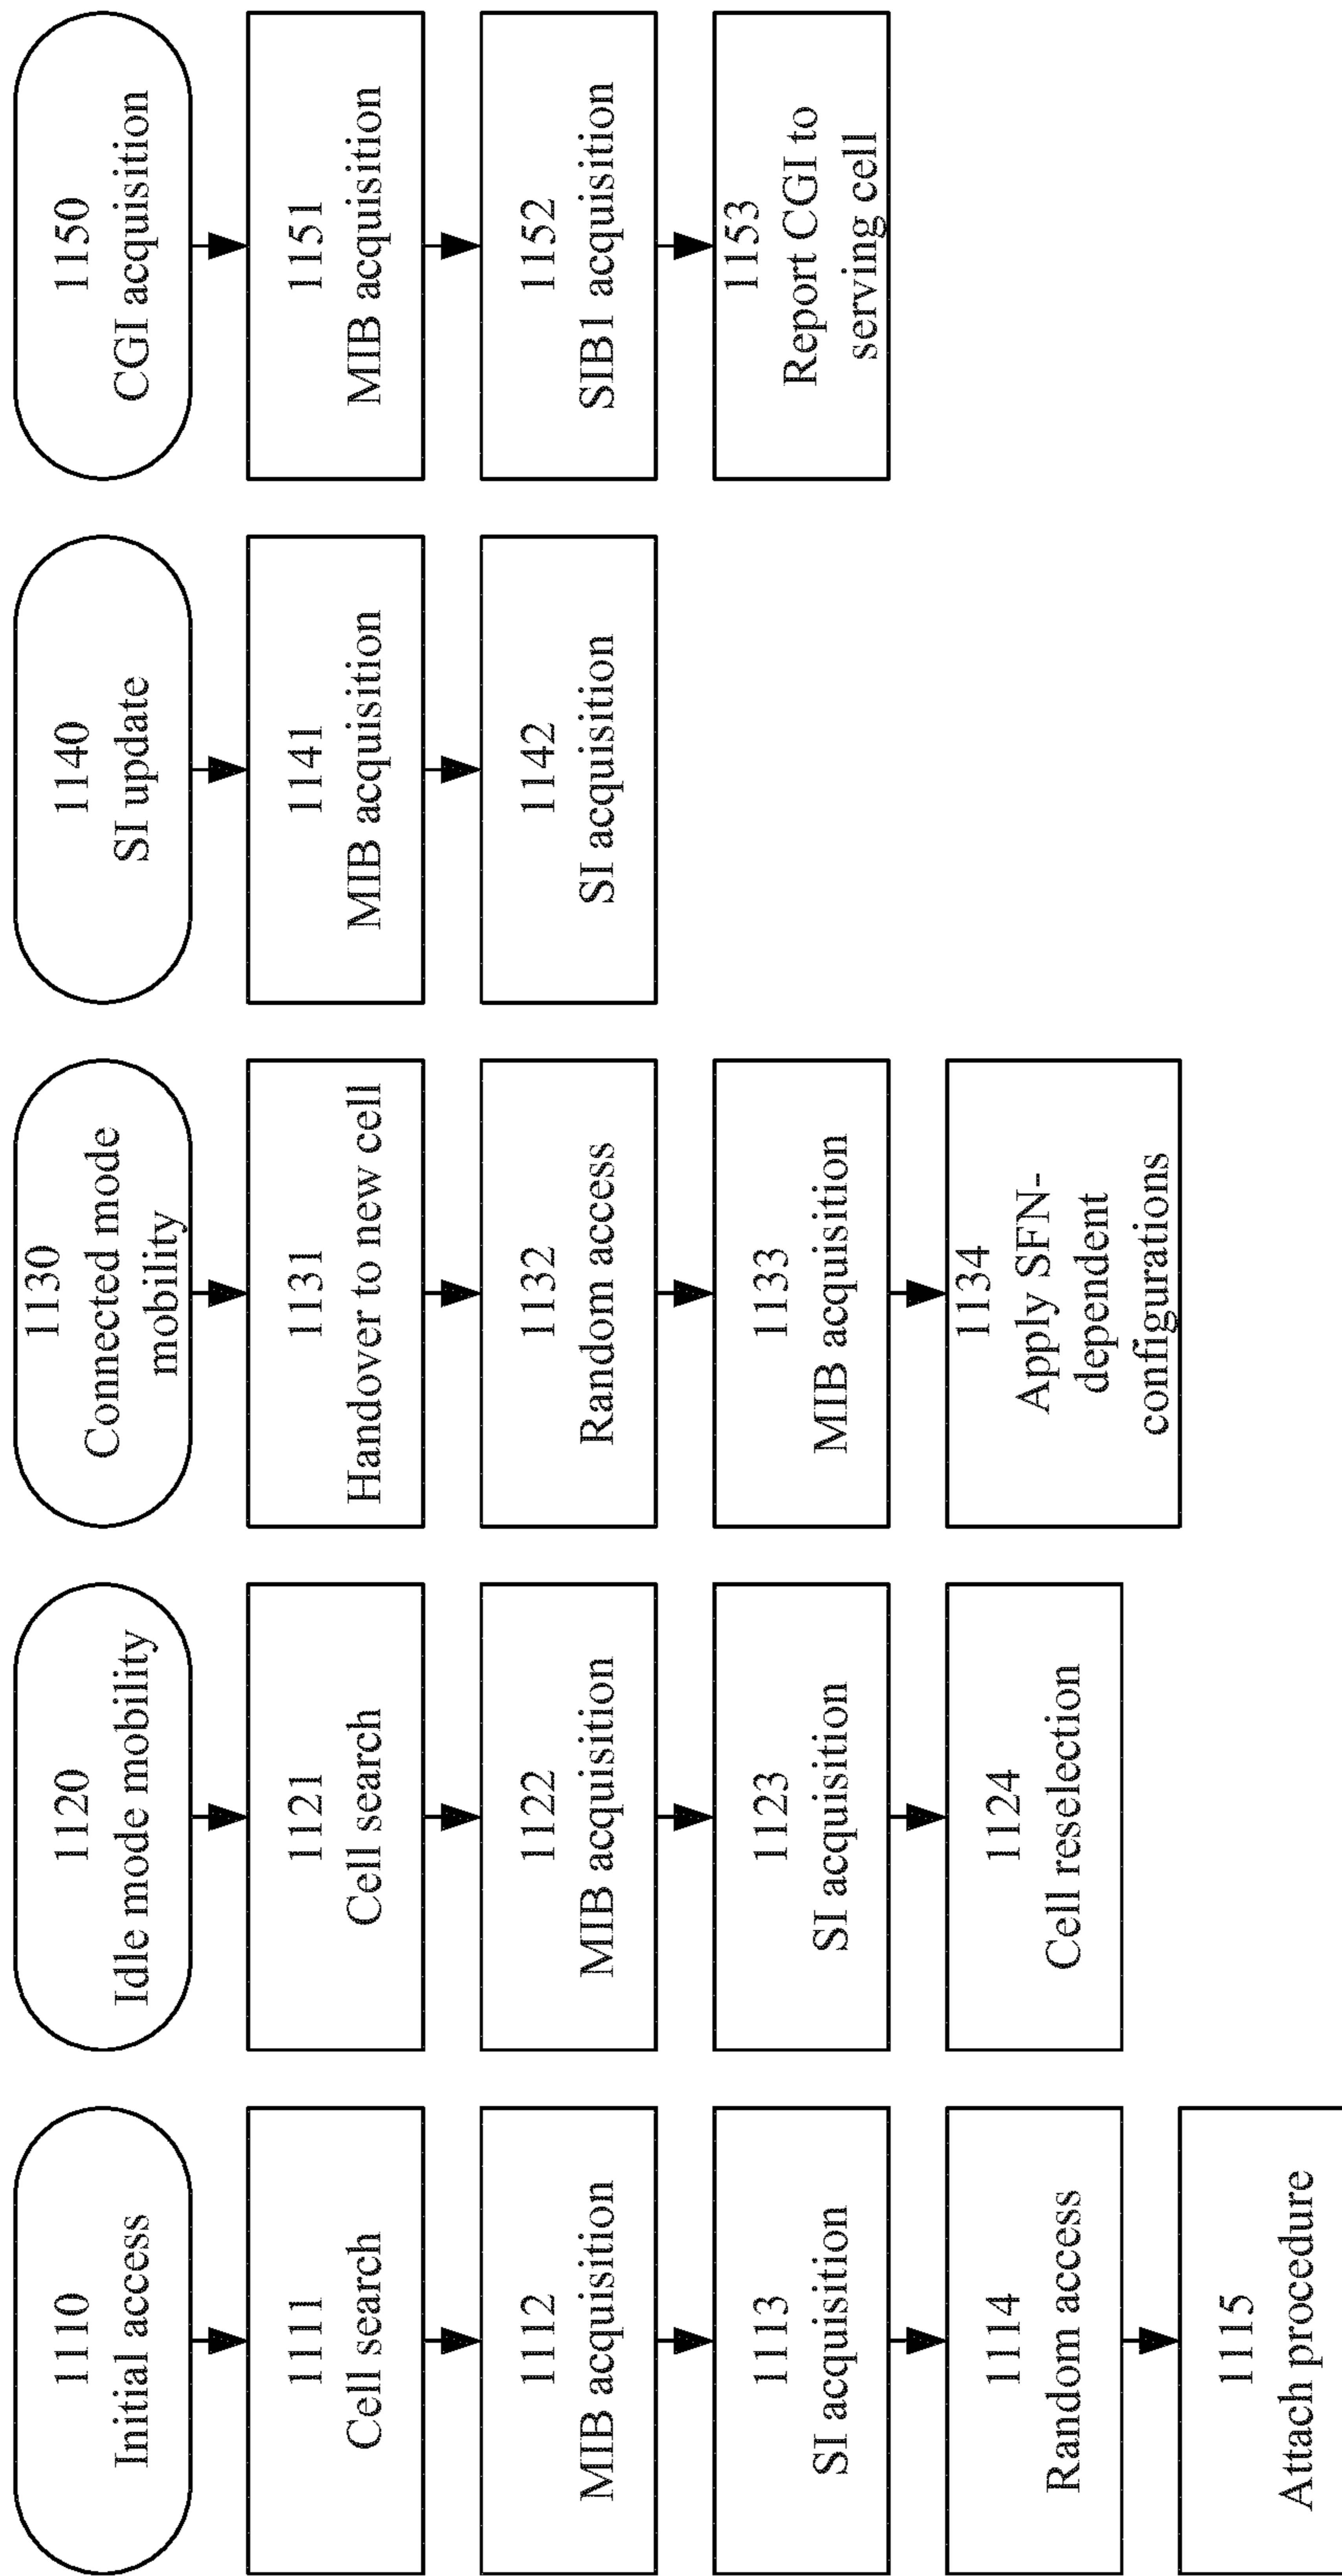 1110
Initial access
1111
Cell search
1112
MIB acquisition
1113
SI acquisition
1114
Random access
1115
Attach procedure
1120
Idle mode mobility
1121
Cell search
1122
MIB acquisition
1123
SI acquisition
1124
Cell reselection
1130
Connected mode
mobility
1131
Handover to new cell
1132
Random access
1133
MIB acquisition
1134
Apply SFN-
dependent
configurations
1140
SI update
1141
MIB acquisition
1142
SI acquisition
1150
CGI acquisition
1151
MIB acquisition
1152
SIB1 acquisition
1153
Report CGI to
serving cell